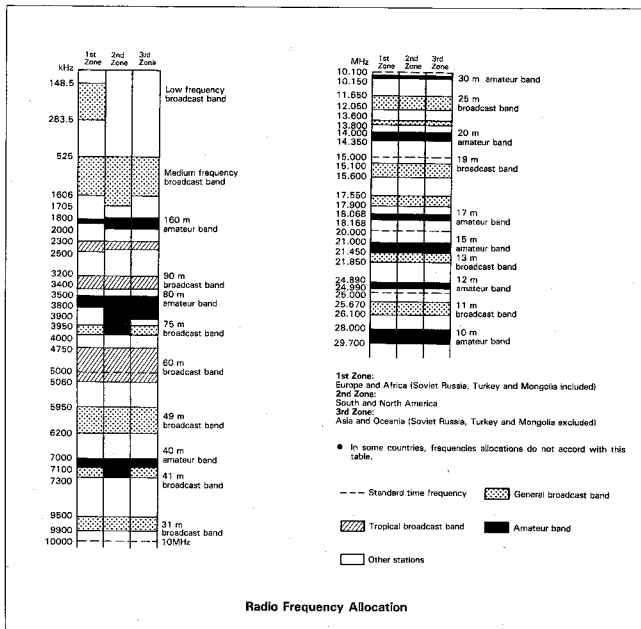 1st Zone 2nd Zone 3rd Zone
kHz
148.5
Low frequency
broadcast band
283.5
525
Medium frequency
broadcast band
1606
1705
1800
160 m
amateur band
2000
2300
2500
3200
90 m
broadcast band
3400
3500
80 m
amateur band
3800
3900
3950
75 m
broadcast band
4000
4750
60 m
broadcast band
5000
5060
5950
49 m
broadcast band
6200
7000
40 m
amateur band
7100
41 m
broadcast band
7300
9500
31 m
broadcast band
9900
10000
10MHz
1st Zone 2nd Zone 3rd Zone
MHz
10.100
10.150
30 m amateur band
11.650
25 m
broadcast band
12.050
13.600
13.800
14.000
20 m
amateur band
14.350
15.000
19 m
broadcast band
15.100
15.600
17.550
17.900
18.068
17 m
amateur band
18.168
20.000
21.000
15 m
amateur band
21.450
13 m
broadcast band
21.850
24.890
12 m
amateur band
24.990
25.000
25.670
11 m
broadcast band
26.100
28.000
10 m
amateur band
29.700
1st Zone:
Europe and Africa (Soviet Russia, Turkey and Mongolia included)
2nd Zone:
South and North America
3rd Zone:
Asia and Oceania (Soviet Russia, Turkey and Mongolia excluded)
● In some countries, frequencies allocations do not accord with this
table.
Standard time frequency
General broadcast band
Tropical broadcast band
Amateur band
Other stations
Radio Frequency Allocation